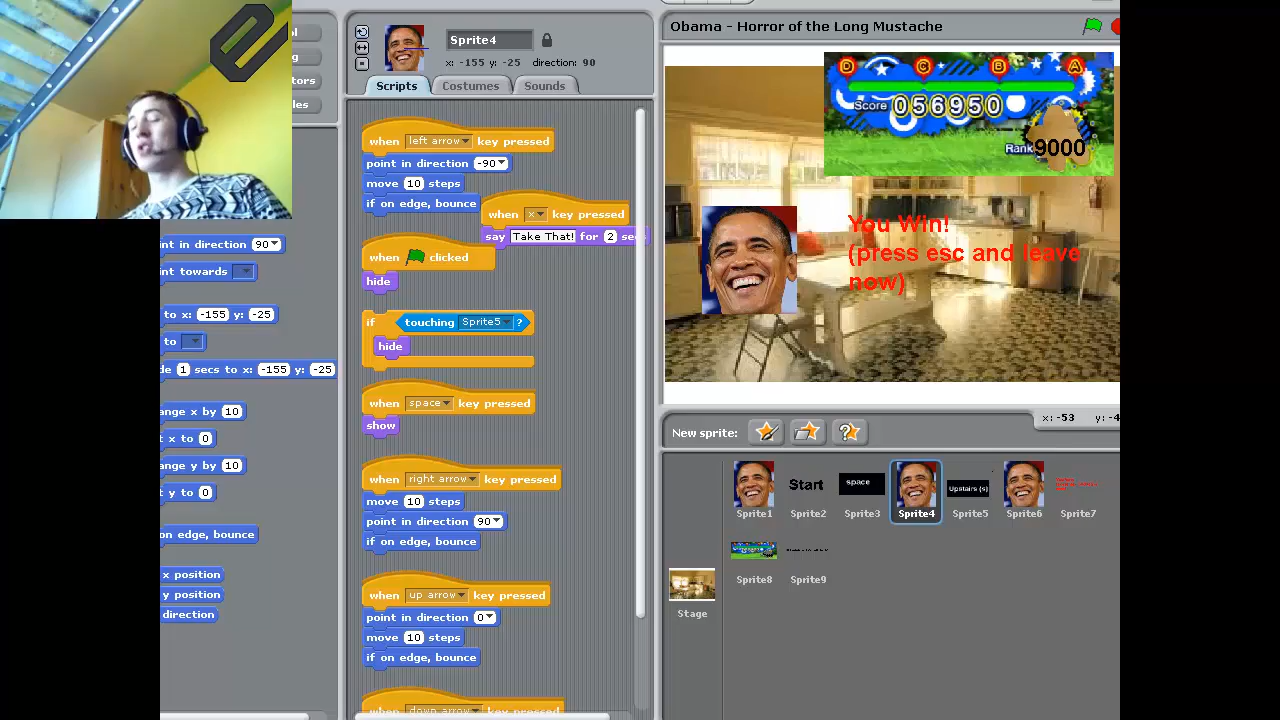 Obama - Horror of the Long Mustache
Sprite4
x: -155 y: -25 direction: 90
Scripts
Costumes
Sounds
when left arrow key pressed
point in direction -90
move 10 steps
if on edge, bounce
when x key pressed
say Take That! for 2
when clicked
hide
if touching Sprite5 ?
hide
when space key pressed
show
when right arrow key pressed
move 10 steps
point in direction 90
if on edge, bounce
when up arrow key pressed
point in direction 0
move 10 steps
if on edge, bounce
when down arrow key pressed
direction 90
towards
to x: -155 y: -25
to
1 secs to x: -155 y: -25
x by 10
x to 0
y by 10
y to 0
on edge, bounce
x position
y position
direction
D C B A
Score 056950
Rank 9000
You Win!
(press esc and leave
now)
x: -53
New sprite:
Start
space
Upstairs (s)
Sprite1
Sprite2
Sprite3
Sprite4
Sprite5
Sprite6
Sprite7
Sprite8
Sprite9
Stage